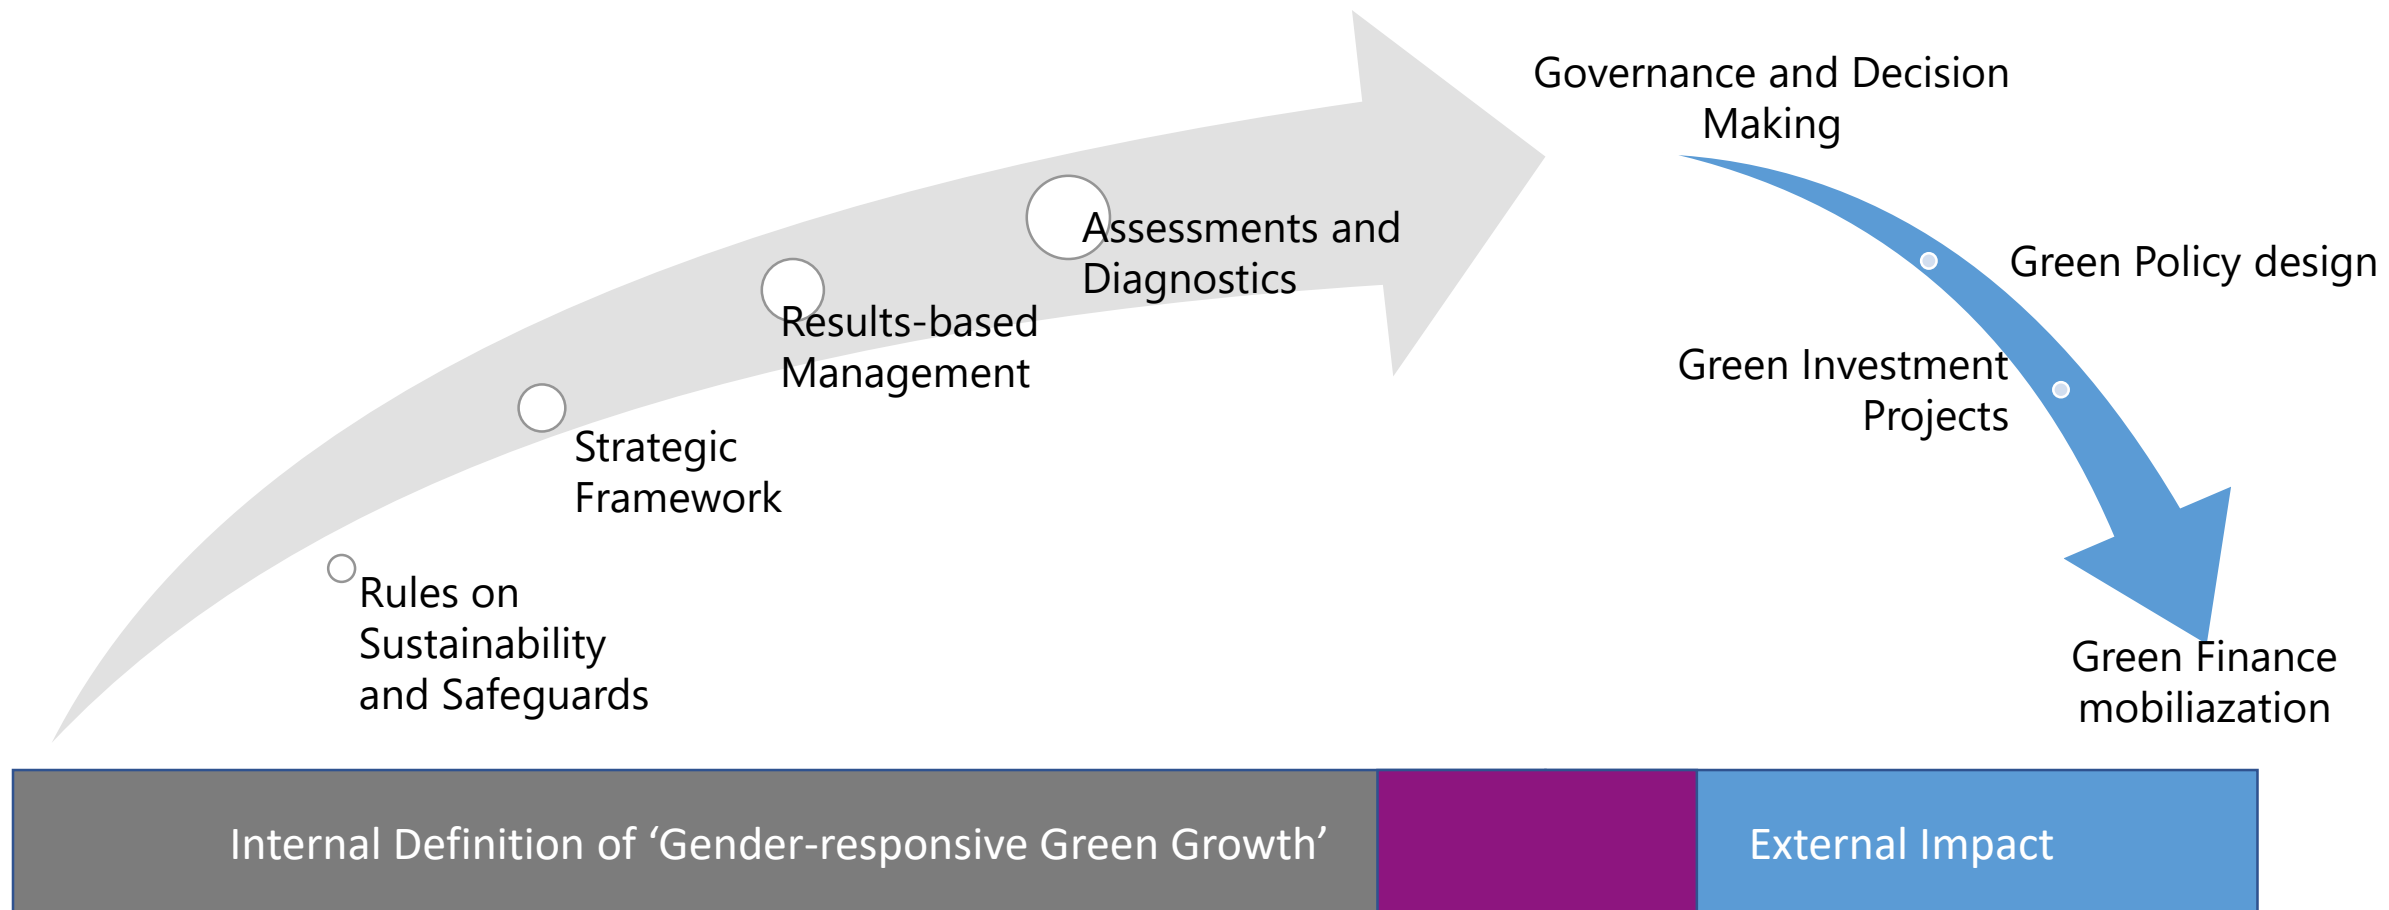 Governance and Decision
Making
Assessments and
Diagnostics
Green Policy design
Results-based
Management
Green Investment
Projects
Strategic
Framework
Rules on
Sustainability
and Safeguards
Green Finance
mobiliazation
Internal Definition of ‘Gender-responsive Green Growth’
External Impact